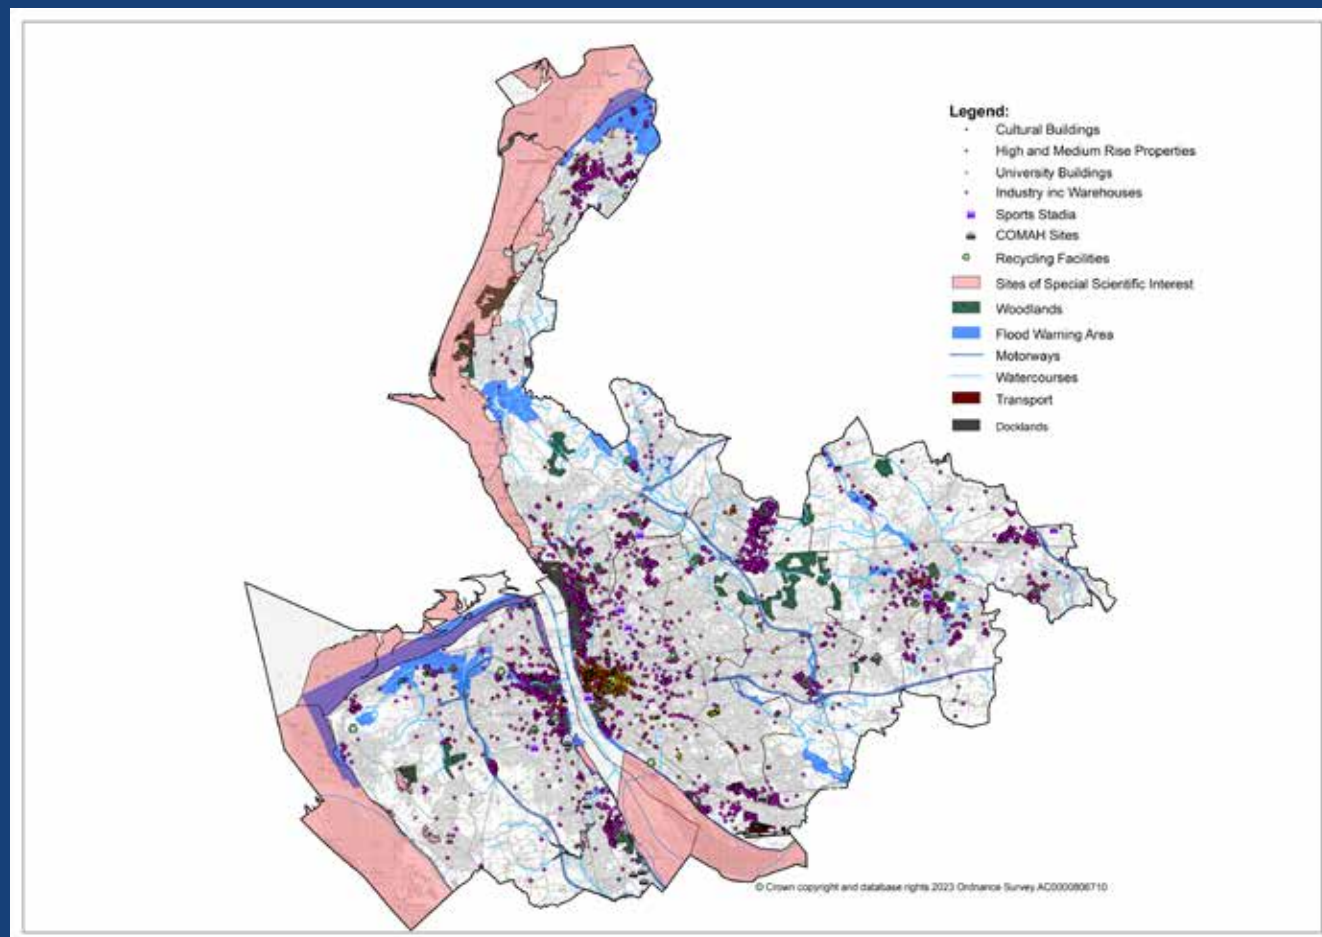 Legend:
Cultural Buildings
High and Medium Rise Properties
University Buildings
Industry inc Warehouses
Sports Stadia
COMAH Sites
Recycling Facilities
Sites of Special Scientific Interest
Woodlands
Flood Warning Area
Motorways
Watercourses
Transport
Docklands
© Crown copyright and database rights 2023 Ordnance Survey AC0000806710